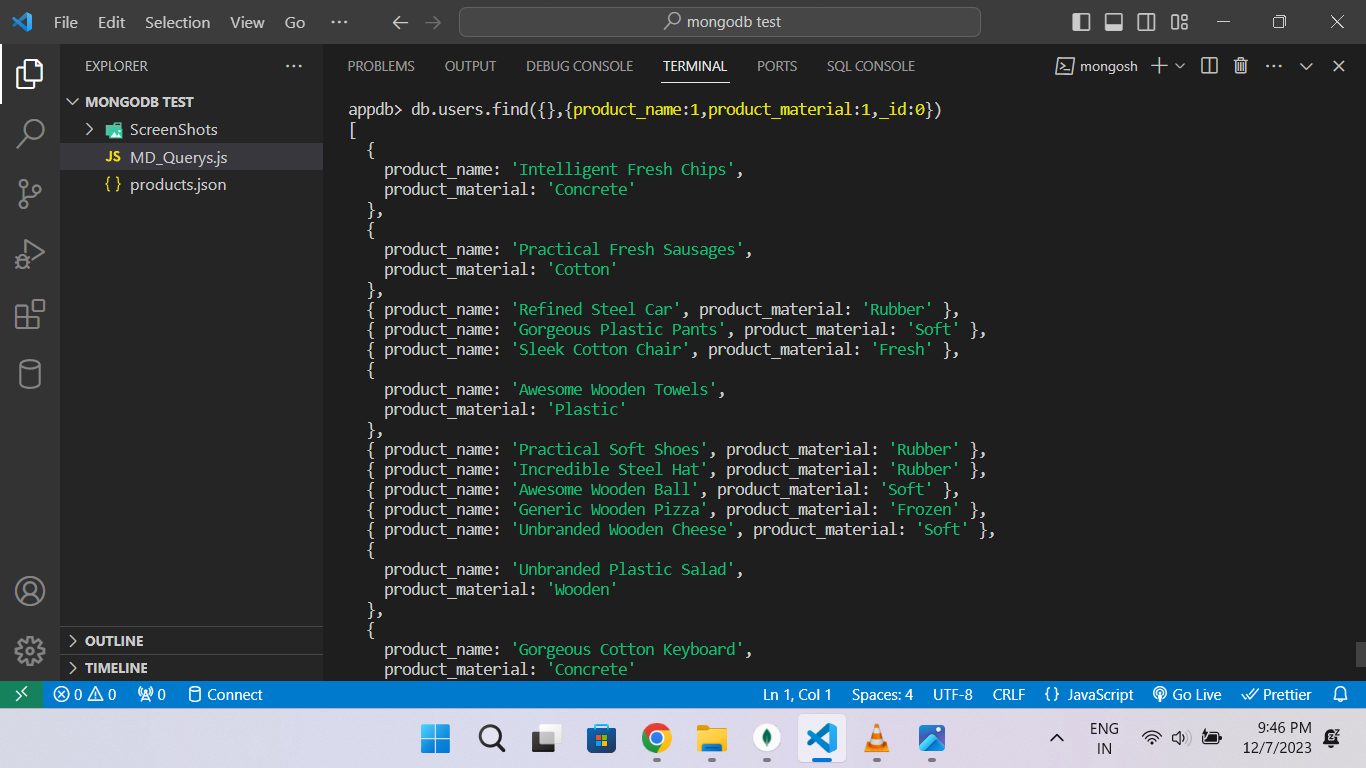 File Edit Selection View Go ··· mongodb test
EXPLORER ···
MONGODB TEST
ScreenShots
JS MD_Querys.js
{ } products.json
OUTLINE
TIMELINE
PROBLEMS OUTPUT DEBUG CONSOLE TERMINAL PORTS SQL CONSOLE mongosh
appdb> db.users.find({},{product_name:1,product_material:1,_id:0})
[
{
product_name: 'Intelligent Fresh Chips',
product_material: 'Concrete'
},
{
product_name: 'Practical Fresh Sausages',
product_material: 'Cotton'
},
{ product_name: 'Refined Steel Car', product_material: 'Rubber' },
{ product_name: 'Gorgeous Plastic Pants', product_material: 'Soft' },
{ product_name: 'Sleek Cotton Chair', product_material: 'Fresh' },
{
product_name: 'Awesome Wooden Towels',
product_material: 'Plastic'
},
{ product_name: 'Practical Soft Shoes', product_material: 'Rubber' },
{ product_name: 'Incredible Steel Hat', product_material: 'Rubber' },
{ product_name: 'Awesome Wooden Ball', product_material: 'Soft' },
{ product_name: 'Generic Wooden Pizza', product_material: 'Frozen' },
{ product_name: 'Unbranded Wooden Cheese', product_material: 'Soft' },
{
product_name: 'Unbranded Plastic Salad',
product_material: 'Wooden'
},
{
product_name: 'Gorgeous Cotton Keyboard',
product_material: 'Concrete'
0 0 0 Connect Ln 1, Col 1 Spaces: 4 UTF-8 CRLF { } JavaScript Go Live Prettier
ENG 9:46 PM
IN 12/7/2023